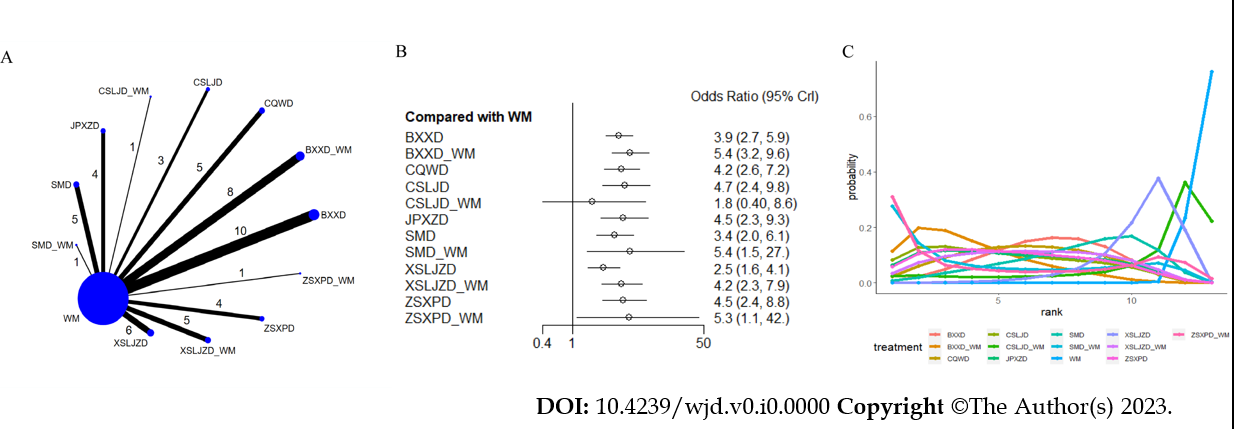 A
CSLJD_WM
CSLJD
CQWD
JPXZD
BXXD_WM
SMD
BXXD
SMD_WM
ZSXPD_WM
WM
ZSXPD
XSLJZD
XSLJZD_WM
1
3
5
4
8
5
10
1
1
4
5
6
B
Odds Ratio (95% CrI)
Compared with WM
BXXD 3.9 (2.7, 5.9)
BXXD_WM 5.4 (3.2, 9.6)
CQWD 4.2 (2.6, 7.2)
CSLJD 4.7 (2.4, 9.8)
CSLJD_WM 1.8 (0.40, 8.6)
JPXZD 4.5 (2.3, 9.3)
SMD 3.4 (2.0, 6.1)
SMD_WM 5.4 (1.5, 27.)
XSLJZD 2.5 (1.6, 4.1)
XSLJZD_WM 4.2 (2.3, 7.9)
ZSXPD 4.5 (2.4, 8.8)
ZSXPD_WM 5.3 (1.1, 42.)
0.4 1 50
C
probability
0.6
0.4
0.2
0.0
5 10
rank
treatment
BXXD CSLJD SMD XSLJZD ZSXPD_WM
BXXD_WM CSLJD_WM SMD_WM XSLJZD_WM
CQWD JPXZD WM ZSXPD
DOI: 10.4239/wjd.v0.i0.0000 Copyright ©The Author(s) 2023.